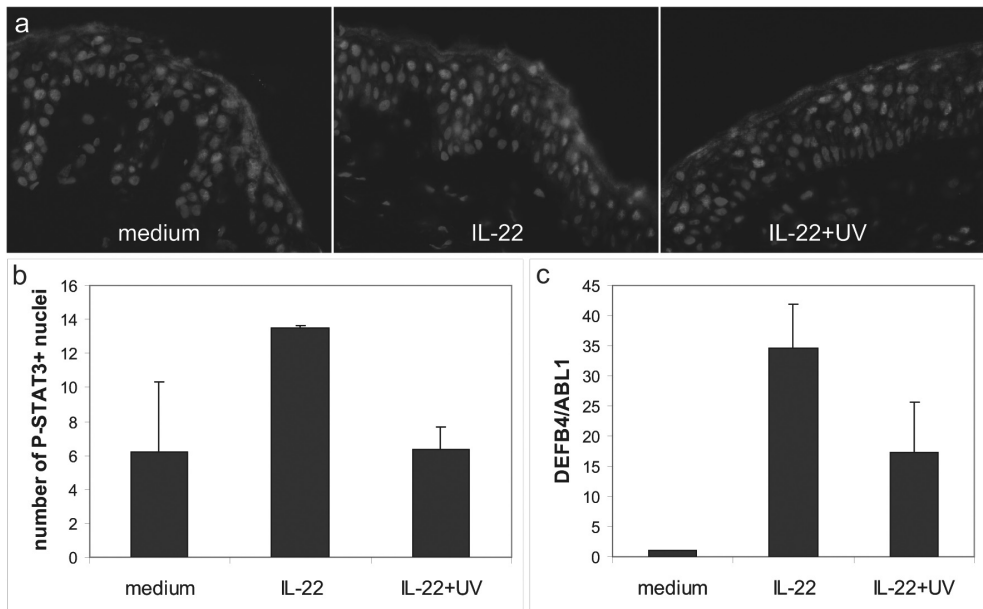 a
medium
IL-22
IL-22+UV
b
number of P-STAT3+ nuclei
16
14
12
10
8
6
4
2
0
medium
IL-22
IL-22+UV
c
DEFB4/ABL1
45
40
35
30
25
20
15
10
5
0
medium
IL-22
IL-22+UV